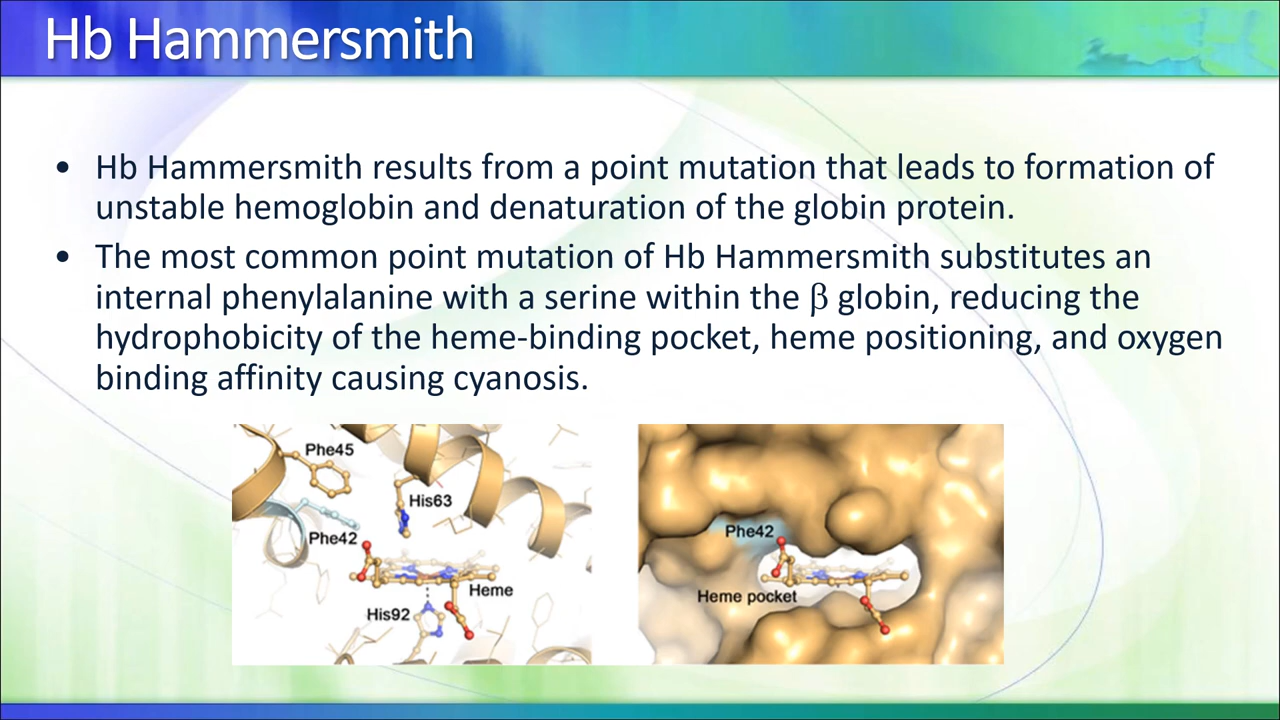 Hb Hammersmith
• Hb Hammersmith results from a point mutation that leads to formation of
unstable hemoglobin and denaturation of the globin protein.
• The most common point mutation of Hb Hammersmith substitutes an
internal phenylalanine with a serine within the β globin, reducing the
hydrophobicity of the heme-binding pocket, heme positioning, and oxygen
binding affinity causing cyanosis.
Phe45
His63
Phe42
Heme
His92
Phe42
Heme pocket